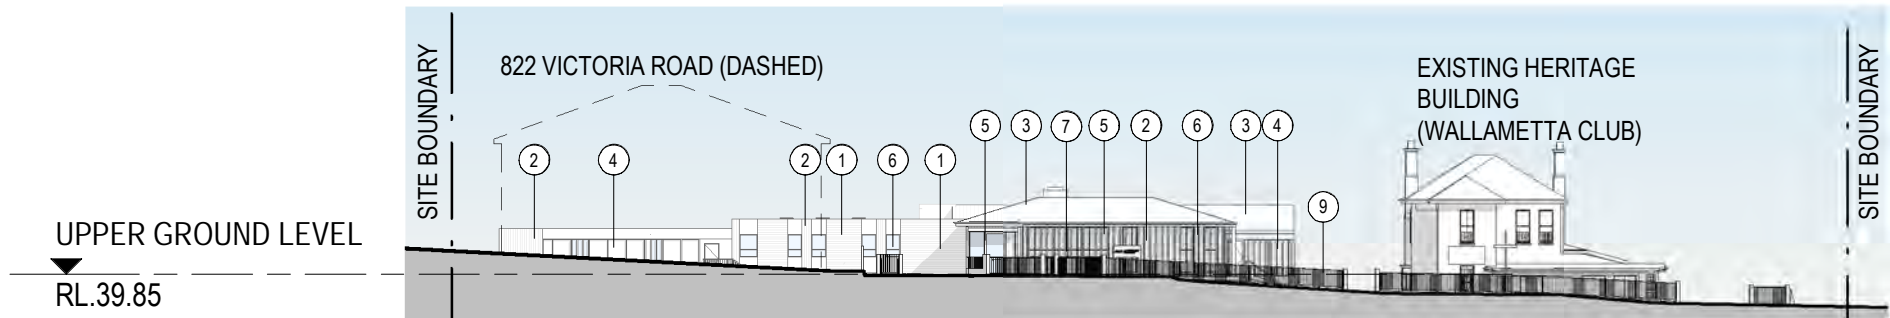 SITE BOUNDARY
822 VICTORIA ROAD (DASHED)
EXISTING HERITAGE
BUILDING
(WALLAMETTA CLUB)
SITE BOUNDARY
5 3 7 5 2 6 3 4
2 4 2 1 6 1
9
UPPER GROUND LEVEL
RL.39.85